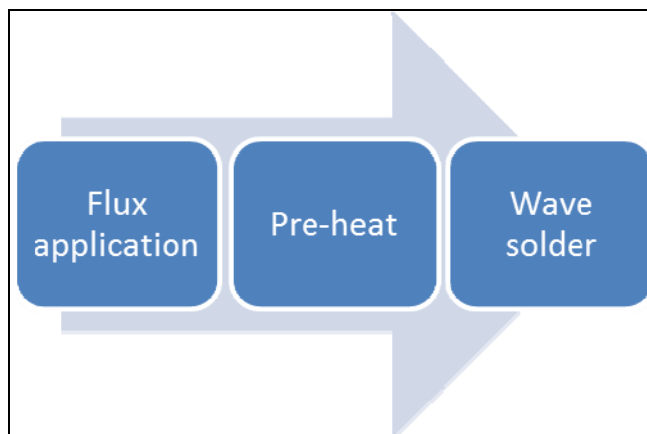 Flux
application
Pre-heat
Wave
solder